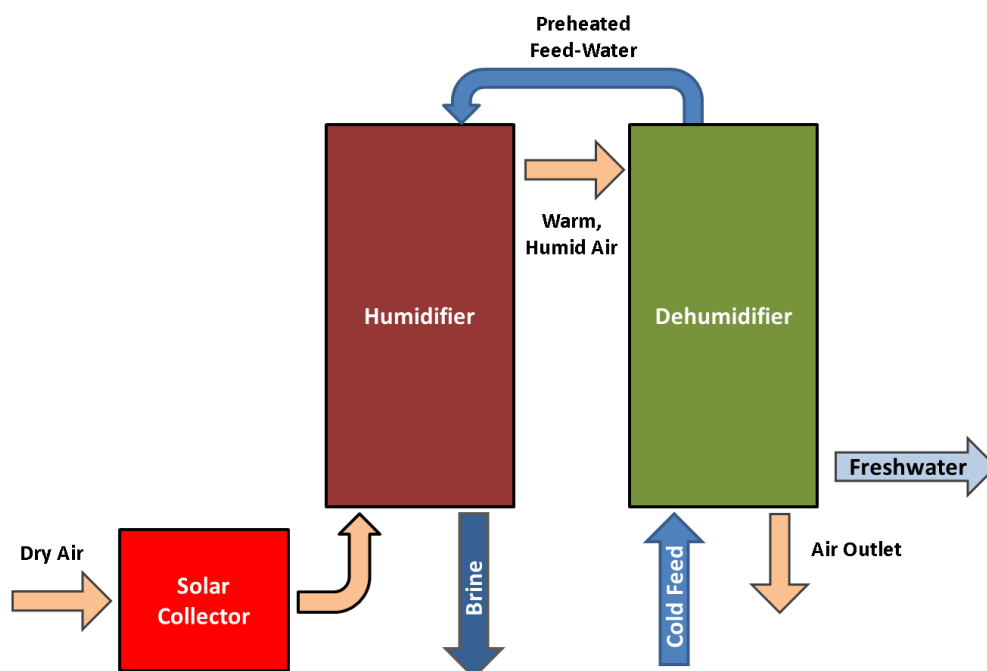 Preheated
Feed-Water
Warm,
Humid Air
Humidifier
Dehumidifier
Freshwater
Dry Air
Solar
Collector
Brine
Cold Feed
Air Outlet